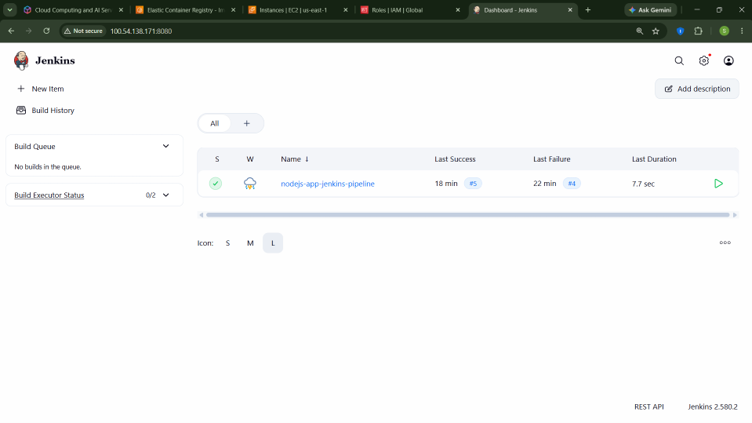 Cloud Computing and AI Serv
Elastic Container Registry - Am
Instances | EC2 | us-east-1
Roles | IAM | Global
Dashboard - Jenkins
Ask Gemini
Not secure
100.54.138.171:8080
S
Jenkins
New Item
Add description
Build History
All
Build Queue
No builds in the queue.
S W Name ↓ Last Success Last Failure Last Duration
nodejs-app-jenkins-pipeline 18 min #5 22 min #4 7.7 sec
Build Executor Status 0/2
Icon: S M L
REST API Jenkins 2.580.2